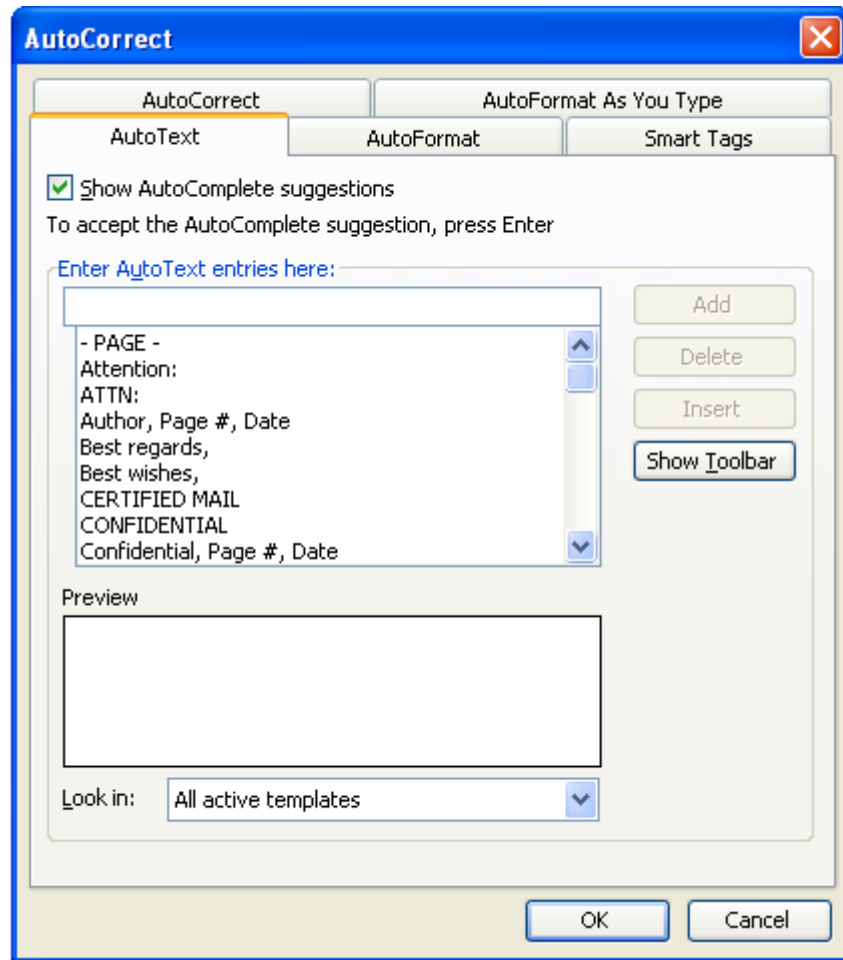 AutoCorrect
AutoCorrect AutoFormat As You Type
AutoText AutoFormat Smart Tags
Show AutoComplete suggestions
To accept the AutoComplete suggestion, press Enter
Enter AutoText entries here:
Add
- PAGE -
Attention:
ATTN:
Author, Page #, Date
Best regards,
Best wishes,
CERTIFIED MAIL
CONFIDENTIAL
Confidential, Page #, Date
Delete
Insert
Show Toolbar
Preview
Look in: All active templates
OK Cancel